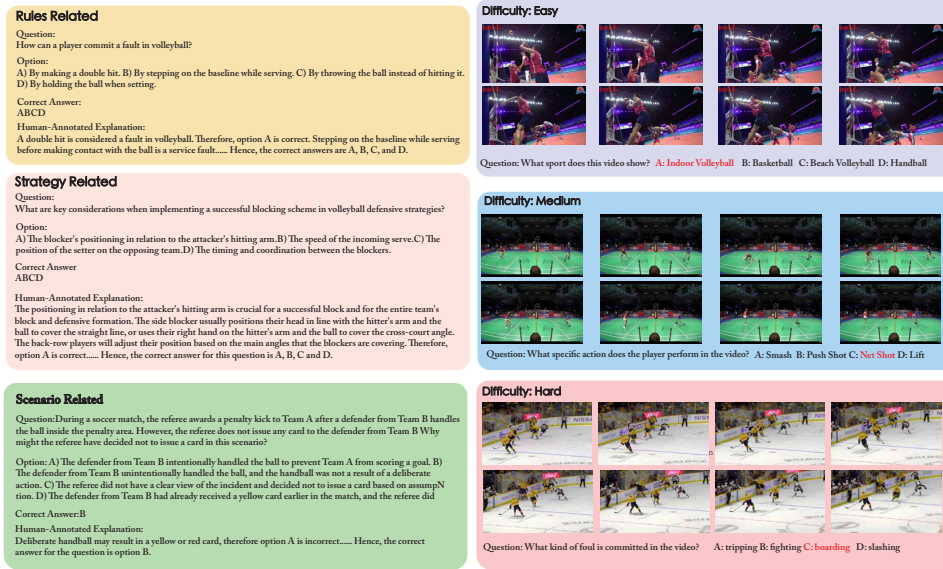 Rules Related
Question:
How can a player commit a fault in volleyball?
Option:
A) By making a double hit. B) By stepping on the baseline while serving. C) By throwing the ball instead of hitting it.
D) By holding the ball when setting.
Correct Answer:
ABCD
Human-Annotated Explanation:
A double hit is considered a fault in volleyball. Therefore, option A is correct. Stepping on the baseline while serving
before making contact with the ball is a service fault...... Hence, the correct answers are A, B, C, and D.
Strategy Related
Question:
What are key considerations when implementing a successful blocking scheme in volleyball defensive strategies?
Option:
A) The blocker's positioning in relation to the attacker's hitting arm.B) The speed of the incoming serve.C) The
position of the setter on the opposing team.D) The timing and coordination between the blockers.
Correct Answer
ABCD
Human-Annotated Explanation:
The positioning in relation to the attacker's hitting arm is crucial for a successful block and for the entire team's
block and defensive formation. The side blocker usually positions their head in line with the hitter's arm and the
ball to cover the straight line, or uses their right hand on the hitter's arm and the ball to cover the cross-court angle.
The back-row players will adjust their position based on the main angles that the blockers are covering. Therefore,
option A is correct...... Hence, the correct answer for this question is A, B, C and D.
Scenario Related
Question:During a soccer match, the referee awards a penalty kick to Team A after a defender from Team B handles
the ball inside the penalty area. However, the referee does not issue any card to the defender from Team B Why
might the referee have decided not to issue a card in this scenario?
Option: A) The defender from Team B intentionally handled the ball to prevent Team A from scoring a goal. B)
The defender from Team B unintentionally handled the ball, and the handball was not a result of a deliberate
action. C) The referee did not have a clear view of the incident and decided not to issue a card based on assumpN
tion. D) The defender from Team B had already received a yellow card earlier in the match, and the referee did
Correct Answer:B
Human-Annotated Explanation:
Deliberate handball may result in a yellow or red card, therefore option A is incorrect...... Hence, the correct
answer for the question is option B.
Difficulty: Easy
Question: What sport does this video show? A: Indoor Volleyball B: Basketball C: Beach Volleyball D: Handball
Difficulty: Medium
Question: What specific action does the player perform in the video? A: Smash B: Push Shot C: Net Shot D: Lift
Difficulty: Hard
n
Question: What kind of foul is committed in the video? A: tripping B: fighting C: boarding D: slashing